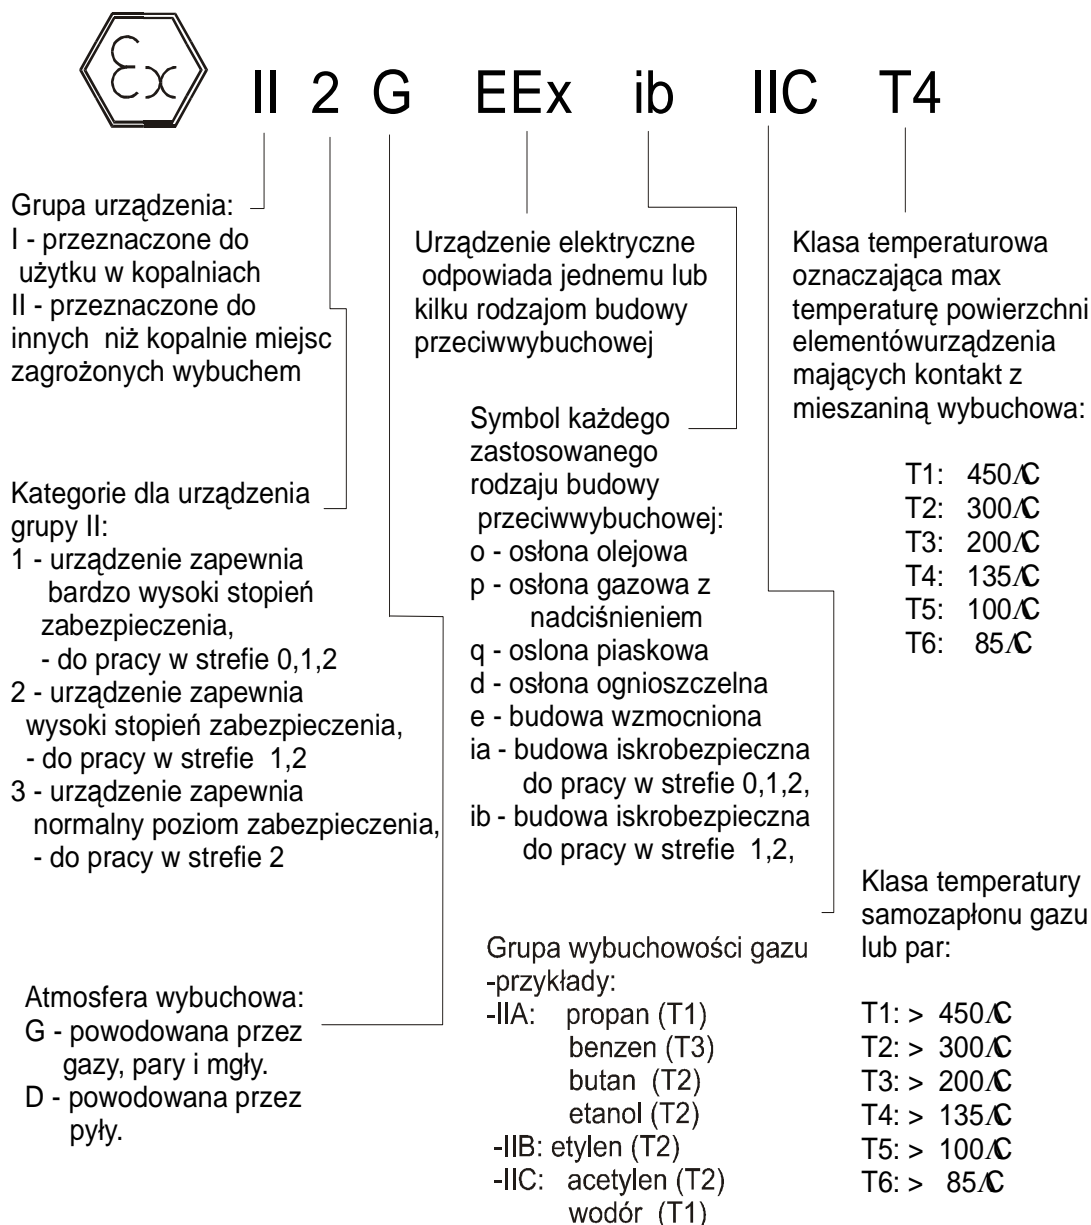 Ex II 2 G EEx ib IIC T4
Grupa urządzenia:
I - przeznaczone do
użytku w kopalniach
II - przeznaczone do
innych niż kopalnie miejsc
zagrożonych wybuchem
Kategorie dla urządzenia
grupy II:
1 - urządzenie zapewnia
bardzo wysoki stopień
zabezpieczenia,
- do pracy w strefie 0,1,2
2 - urządzenie zapewnia
wysoki stopień zabezpieczenia,
- do pracy w strefie 1,2
3 - urządzenie zapewnia
normalny poziom zabezpieczenia,
- do pracy w strefie 2
Atmosfera wybuchowa:
G - powodowana przez
gazy, pary i mgły.
D - powodowana przez
pyły.
Urządzenie elektryczne
odpowiada jednemu lub
kilku rodzajom budowy
przeciwwybuchowej
Symbol każdego
zastosowanego
rodzaju budowy
przeciwwybuchowej:
o - osłona olejowa
p - osłona gazowa z
nadciśnieniem
q - oslona piaskowa
d - osłona ognioszczelna
e - budowa wzmocniona
ia - budowa iskrobezpieczna
do pracy w strefie 0,1,2,
ib - budowa iskrobezpieczna
do pracy w strefie 1,2,
Grupa wybuchowości gazu
-przykłady:
-IIA: propan (T1)
benzen (T3)
butan (T2)
etanol (T2)
-IIB: etylen (T2)
-IIC: acetylen (T2)
wodór (T1)
Klasa temperaturowa
oznaczająca max
temperaturę powierzchni
elementówurządzenia
mających kontakt z
mieszaniną wybuchowa:
T1: 450/C
T2: 300/C
T3: 200/C
T4: 135/C
T5: 100/C
T6: 85/C
Klasa temperatury
samozapłonu gazu
lub par:
T1: > 450/C
T2: > 300/C
T3: > 200/C
T4: > 135/C
T5: > 100/C
T6: > 85/C